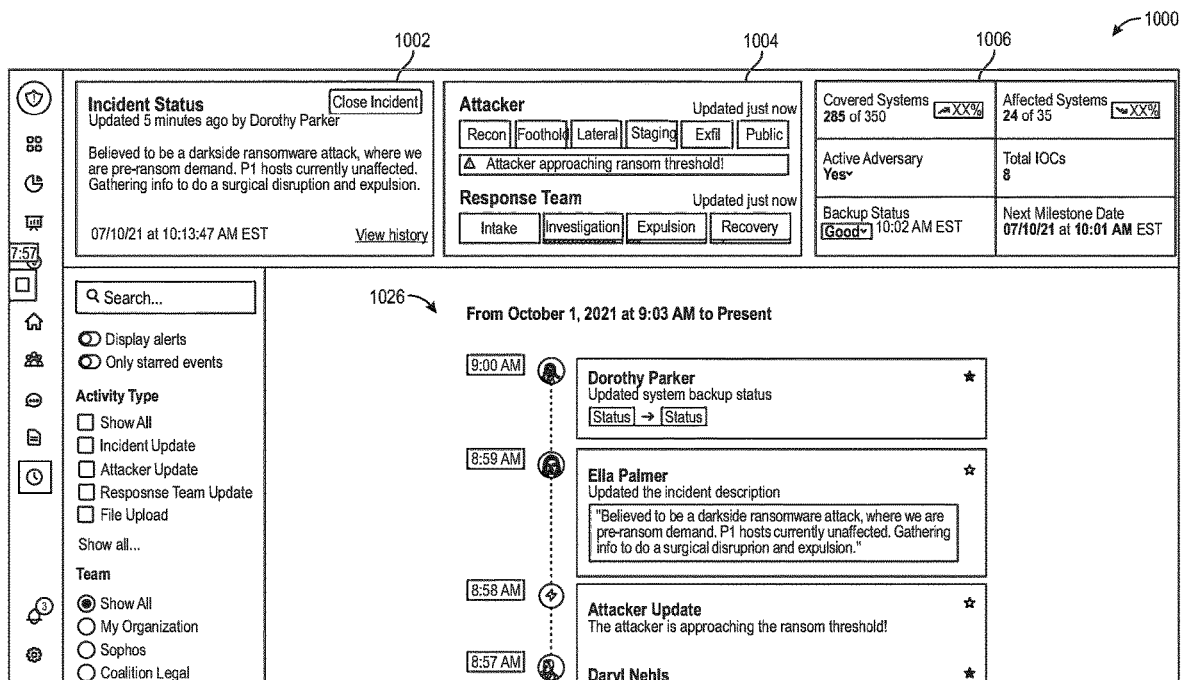 1000
1002
1004
1006
Incident Status
Close Incident
Updated 5 minutes ago by Dorothy Parker
Believed to be a darkside ransomware attack, where we
are pre-ransom demand. P1 hosts currently unaffected.
Gathering info to do a surgical disruption and expulsion.
07/10/21 at 10:13:47 AM EST
View history
Attacker
Updated just now
Recon Foothold Lateral Staging Exfil Public
Attacker approaching ransom threshold!
Response Team
Updated just now
Intake Investigation Expulsion Recovery
Covered Systems
285 of 350
XX%
Affected Systems
24 of 35
XX%
Active Adversary
Yes
Total IOCs
8
Backup Status
Good 10:02 AM EST
Next Milestone Date
07/10/21 at 10:01 AM EST
7:57
3
Search...
Display alerts
Only starred events
Activity Type
Show All
Incident Update
Attacker Update
Resposnse Team Update
File Upload
Show all...
Team
Show All
My Organization
Sophos
Coalition Legal
1026
From October 1, 2021 at 9:03 AM to Present
9:00 AM
Dorothy Parker
Updated system backup status
Status → Status
8:59 AM
Ella Palmer
Updated the incident description
"Believed to be a darkside ransomware attack, where we are
pre-ransom demand. P1 hosts currently unaffected. Gathering
info to do a surgical disruprion and expulsion."
8:58 AM
Attacker Update
The attacker is approaching the ransom threshold!
8:57 AM
Daryl Nehls